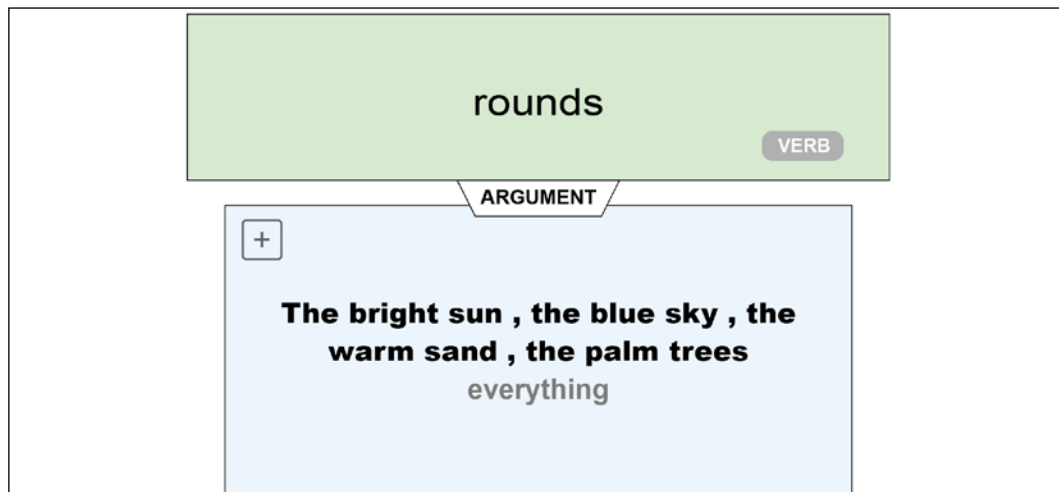 rounds
VERB
ARGUMENT
+
The bright sun , the blue sky , the
warm sand , the palm trees
everything